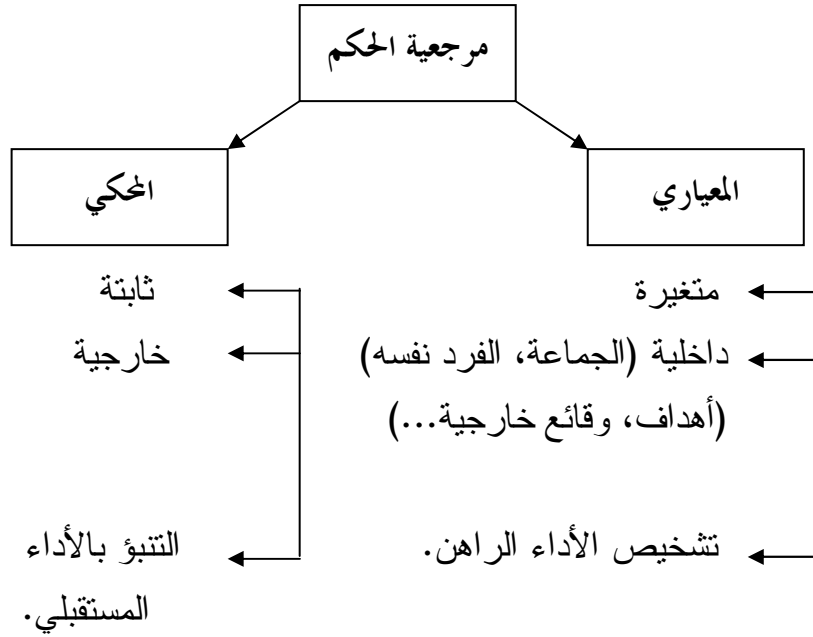 مرجعية الحكم
المعياري
المحكي
متغيرة
ثابتة
داخلية (الجماعة، الفرد نفسه)
خارجية
(أهداف، وقائع خارجية...)
تشخيص الأداء الراهن.
التنبؤ بالأداء
المستقبلي.